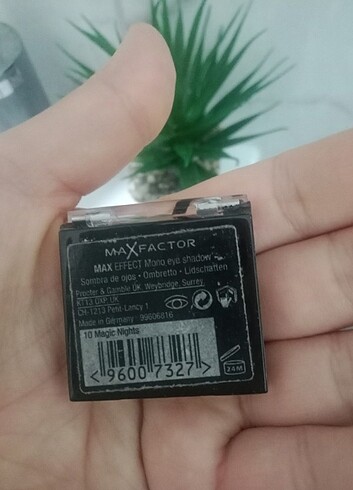 MAXFACTOR
MAX EFFECT Mono eye shadow
Sombra de ojos • Ombretto • Lidschatten
Procter & Gamble UK, Weybridge, Surrey,
KT13 0XP, UK
CH-1213 Petit-Lancy 1
Made in Germany 99606816
10 Magic Nights
<9600 7327>
24M